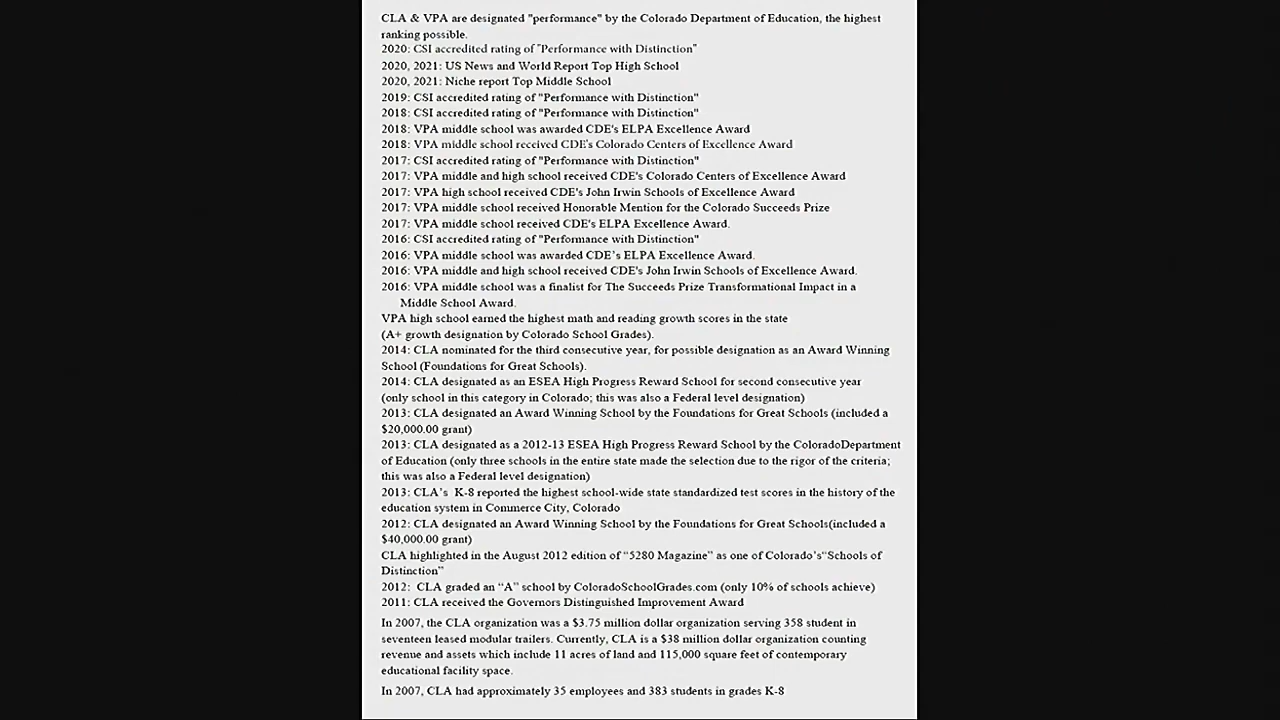 CLA & VPA are designated "performance" by the Colorado Department of Education, the highest
ranking possible.
2020: CSI accredited rating of "Performance with Distinction"
2020, 2021: US News and World Report Top High School
2020, 2021: Niche report Top Middle School
2019: CSI accredited rating of "Performance with Distinction"
2018: CSI accredited rating of "Performance with Distinction"
2018: VPA middle school was awarded CDE's ELPA Excellence Award
2018: VPA middle school received CDE's Colorado Centers of Excellence Award
2017: CSI accredited rating of "Performance with Distinction"
2017: VPA middle and high school received CDE's Colorado Centers of Excellence Award
2017: VPA high school received CDE's John Irwin Schools of Excellence Award
2017: VPA middle school received Honorable Mention for the Colorado Succeeds Prize
2017: VPA middle school received CDE's ELPA Excellence Award.
2016: CSI accredited rating of "Performance with Distinction"
2016: VPA middle school was awarded CDE’s ELPA Excellence Award.
2016: VPA middle and high school received CDE's John Irwin Schools of Excellence Award.
2016: VPA middle school was a finalist for The Succeeds Prize Transformational Impact in a
Middle School Award.
VPA high school earned the highest math and reading growth scores in the state
(A+ growth designation by Colorado School Grades).
2014: CLA nominated for the third consecutive year, for possible designation as an Award Winning
School (Foundations for Great Schools).
2014: CLA designated as an ESEA High Progress Reward School for second consecutive year
(only school in this category in Colorado; this was also a Federal level designation)
2013: CLA designated an Award Winning School by the Foundations for Great Schools (included a
$20,000.00 grant)
2013: CLA designated as a 2012-13 ESEA High Progress Reward School by the ColoradoDepartment
of Education (only three schools in the entire state made the selection due to the rigor of the criteria;
this was also a Federal level designation)
2013: CLA’s K-8 reported the highest school-wide state standardized test scores in the history of the
education system in Commerce City, Colorado
2012: CLA designated an Award Winning School by the Foundations for Great Schools(included a
$40,000.00 grant)
CLA highlighted in the August 2012 edition of “5280 Magazine” as one of Colorado’s“Schools of
Distinction”
2012: CLA graded an “A” school by ColoradoSchoolGrades.com (only 10% of schools achieve)
2011: CLA received the Governors Distinguished Improvement Award
In 2007, the CLA organization was a $3.75 million dollar organization serving 358 student in
seventeen leased modular trailers. Currently, CLA is a $38 million dollar organization counting
revenue and assets which include 11 acres of land and 115,000 square feet of contemporary
educational facility space.
In 2007, CLA had approximately 35 employees and 383 students in grades K-8